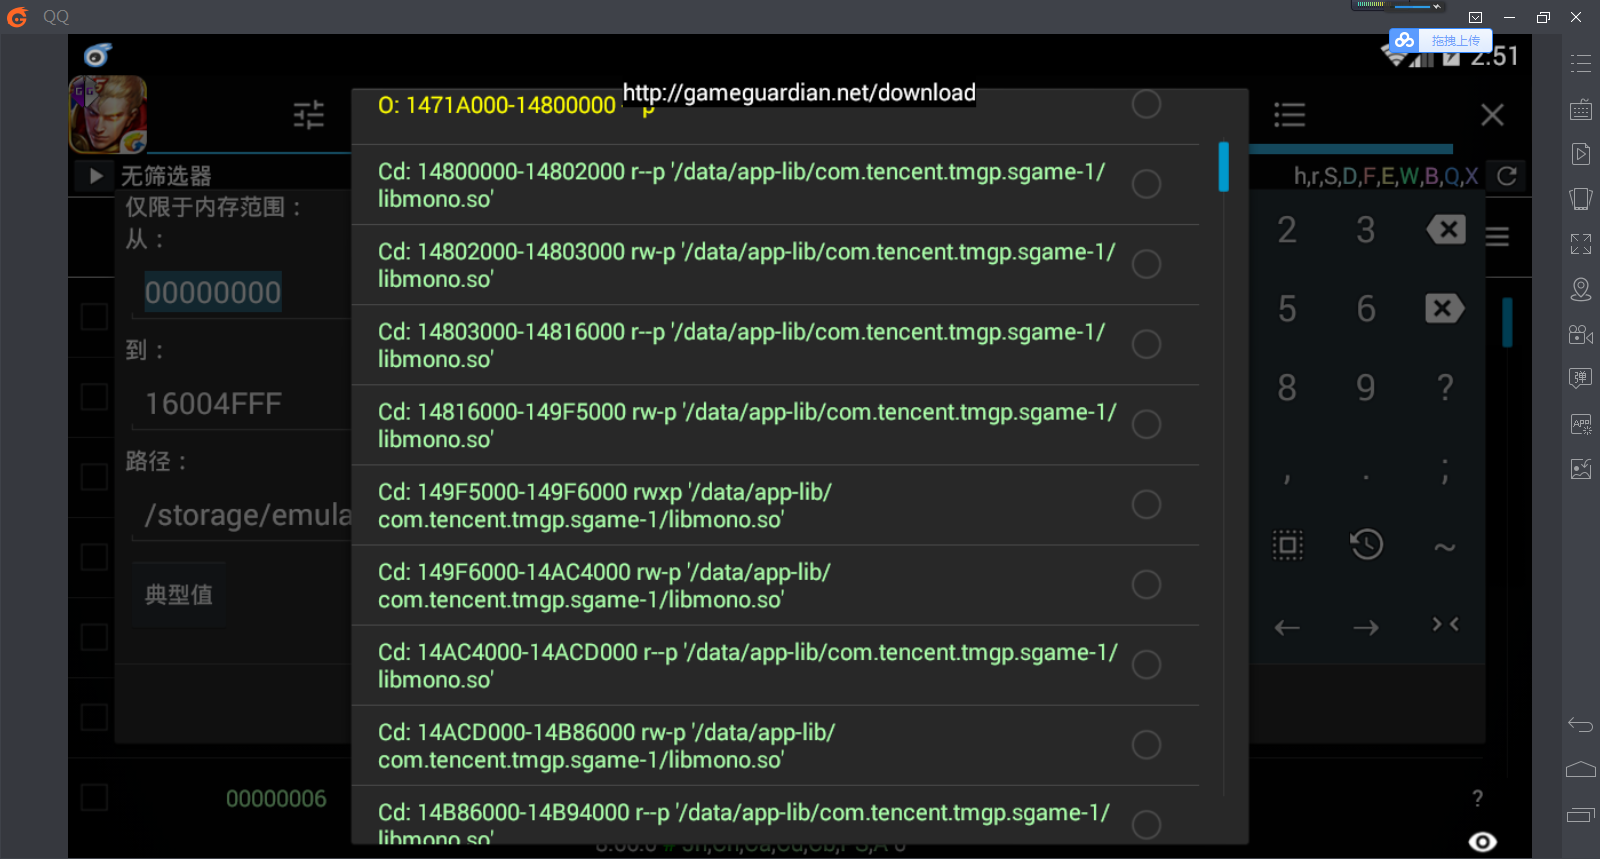 QQ
拖拽上传
2:51
http://gameguardian.net/download
O: 1471A000-14800000
无筛选器
h,r,S,D,F,E,W,B,Q,X
仅限于内存范围：
从：
00000000
到：
16004FFF
路径：
/storage/emula
典型值
Cd: 14800000-14802000 r--p '/data/app-lib/com.tencent.tmgp.sgame-1/
libmono.so'
Cd: 14802000-14803000 rw-p '/data/app-lib/com.tencent.tmgp.sgame-1/
libmono.so'
Cd: 14803000-14816000 r--p '/data/app-lib/com.tencent.tmgp.sgame-1/
libmono.so'
Cd: 14816000-149F5000 rw-p '/data/app-lib/com.tencent.tmgp.sgame-1/
libmono.so'
Cd: 149F5000-149F6000 rwxp '/data/app-lib/
com.tencent.tmgp.sgame-1/libmono.so'
Cd: 149F6000-14AC4000 rw-p '/data/app-lib/
com.tencent.tmgp.sgame-1/libmono.so'
Cd: 14AC4000-14ACD000 r--p '/data/app-lib/com.tencent.tmgp.sgame-1/
libmono.so'
Cd: 14ACD000-14B86000 rw-p '/data/app-lib/
com.tencent.tmgp.sgame-1/libmono.so'
Cd: 14B86000-14B94000 r--p '/data/app-lib/com.tencent.tmgp.sgame-1/
libmono.so'
2 3
5 6
8 9 ?
, . ;
~
← → ><
00000006
?
弹
APP